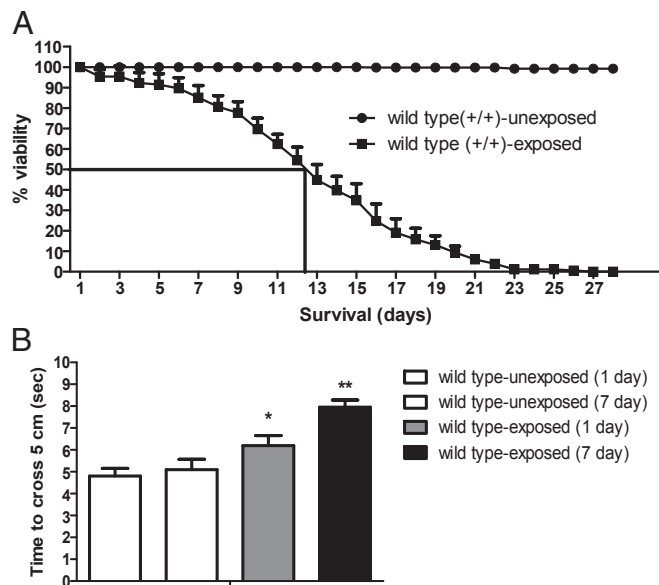 A
110
100
90
80
70
60
50
40
30
20
10
0
% viability
wild type(+/+)-unexposed
wild type (+/+)-exposed
1 3 5 7 9 11 13 15 17 19 21 23 25 27
Survival (days)
B
10
9
8
7
6
5
4
3
2
1
0
Time to cross 5 cm (sec)
*
**
wild type-unexposed (1 day)
wild type-unexposed (7 day)
wild type-exposed (1 day)
wild type-exposed (7 day)